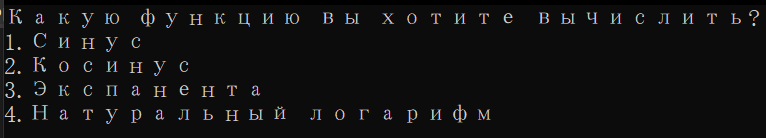 Какую функцию вы хотите вычислить?
1. Синус
2. Косинус
3. Экспанента
4. Натуральный логарифм